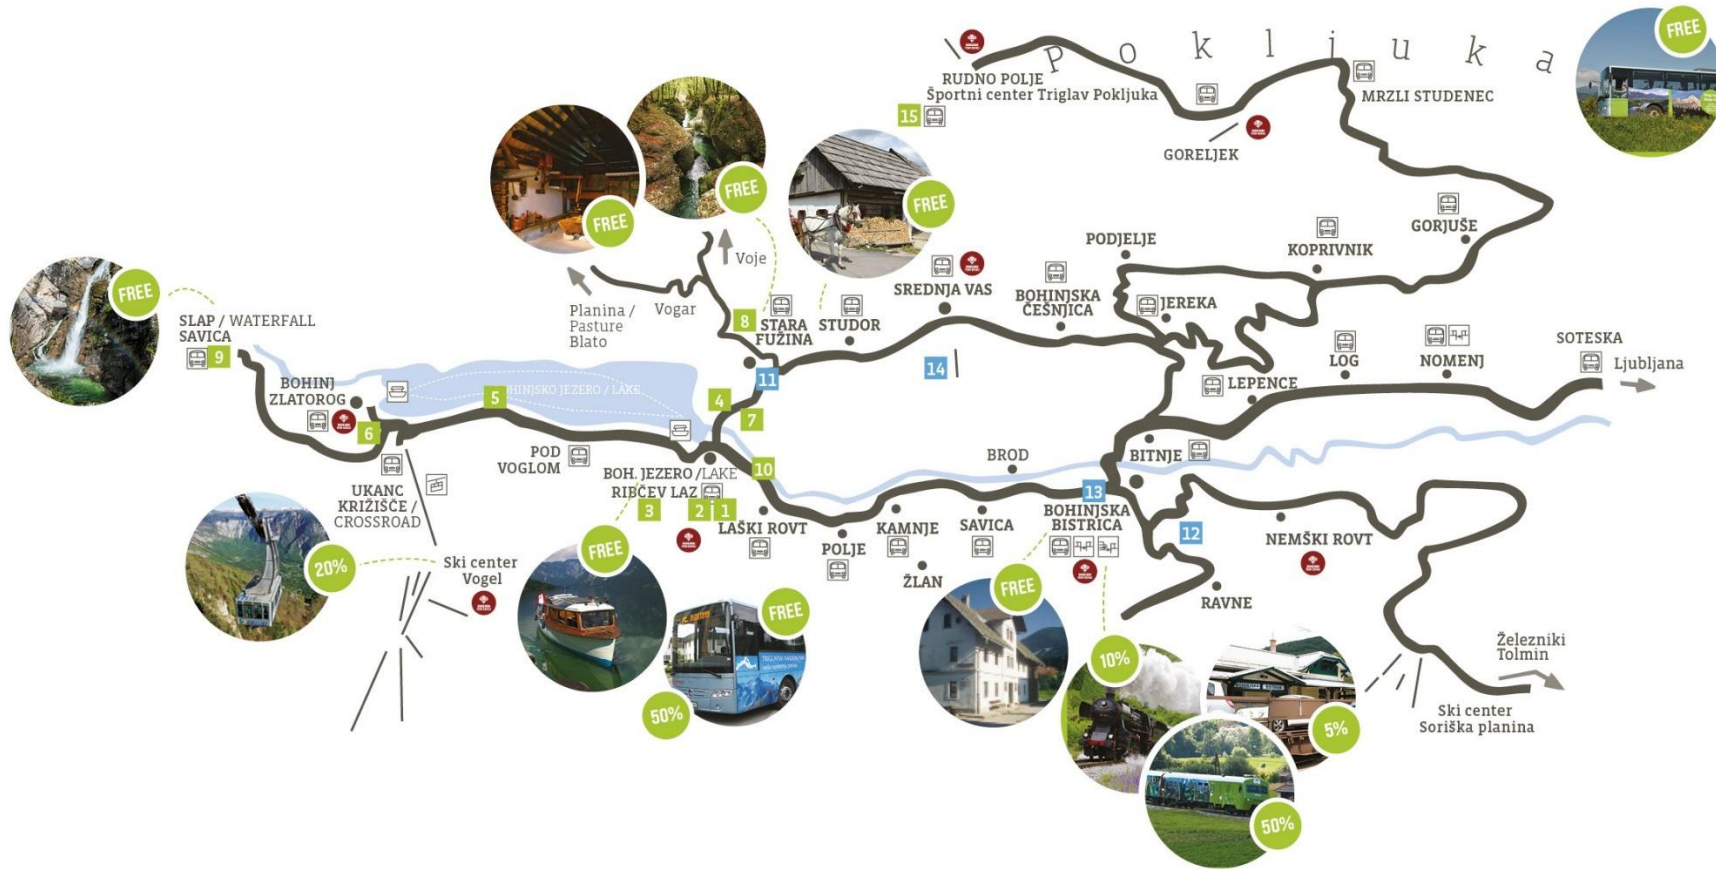 P o k l j u k a
FREE
RUDNO POLJE
Športni center Triglav Pokljuka
15
MRZLI STUDENEC
GORELJEK
FREE
FREE
FREE
Voje
Vogar
Planina /
Pasture
Blato
8
STARA
FUŽINA
STUDOR
SREDNJA VAS
BOHINJSKA
ČEŠNJICA
PODJELJE
JEREKA
KOPRIVNIK
GORJUŠE
FREE
SLAP / WATERFALL
SAVICA
9
BOHINJ
ZLATOROG
6
5
BOHINJSKO JEZERO / LAKE
4
7
11
14
LEPENCE
LOG
NOMENJ
SOTESKA
Ljubljana
UKANC
KRIŽIŠČE /
CROSSROAD
POD
VOGLOM
BOH. JEZERO /LAKE
RIBČEV LAZ
3
2
i
1
10
LAŠKI ROVT
POLJE
KAMNJE
ŽLAN
SAVICA
BROD
13
BOHINJSKA
BISTRICA
BITNJE
12
NEMŠKI ROVT
RAVNE
20%
Ski center
Vogel
FREE
FREE
50%
FREE
10%
5%
50%
Železniki
Tolmin
Ski center
Soriška planina